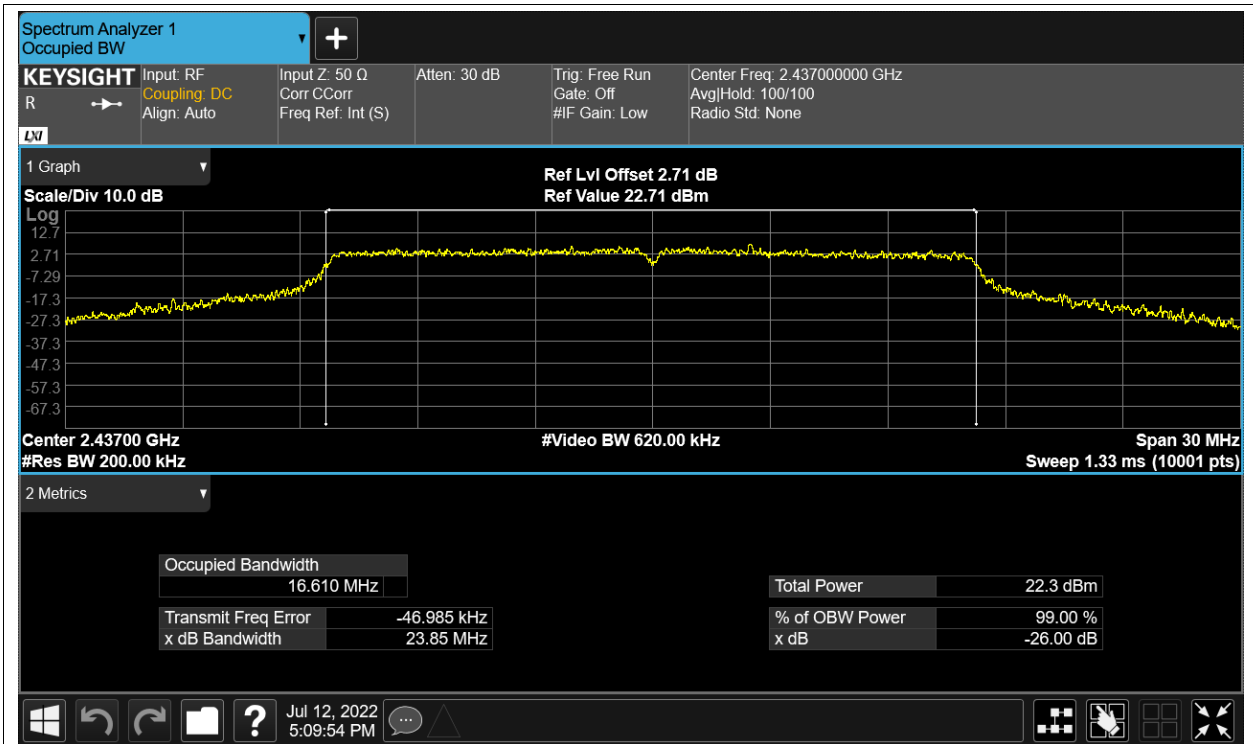 Spectrum Analyzer 1
Occupied BW
KEYSIGHT
R
LXI
Input: RF
Coupling: DC
Align: Auto
Input Z: 50 Ω
Corr CCorr
Freq Ref: Int (S)
Atten: 30 dB
Trig: Free Run
Gate: Off
#IF Gain: Low
Center Freq: 2.437000000 GHz
Avg|Hold: 100/100
Radio Std: None
1 Graph
Scale/Div 10.0 dB
Ref Lvl Offset 2.71 dB
Ref Value 22.71 dBm
Log
12.7
2.71
-7.29
-17.3
-27.3
-37.3
-47.3
-57.3
-67.3
Center 2.43700 GHz
#Res BW 200.00 kHz
#Video BW 620.00 kHz
Span 30 MHz
Sweep 1.33 ms (10001 pts)
2 Metrics
Occupied Bandwidth
16.610 MHz
Transmit Freq Error -46.985 kHz
x dB Bandwidth 23.85 MHz
Total Power 22.3 dBm
% of OBW Power 99.00 %
x dB -26.00 dB
?
Jul 12, 2022
5:09:54 PM